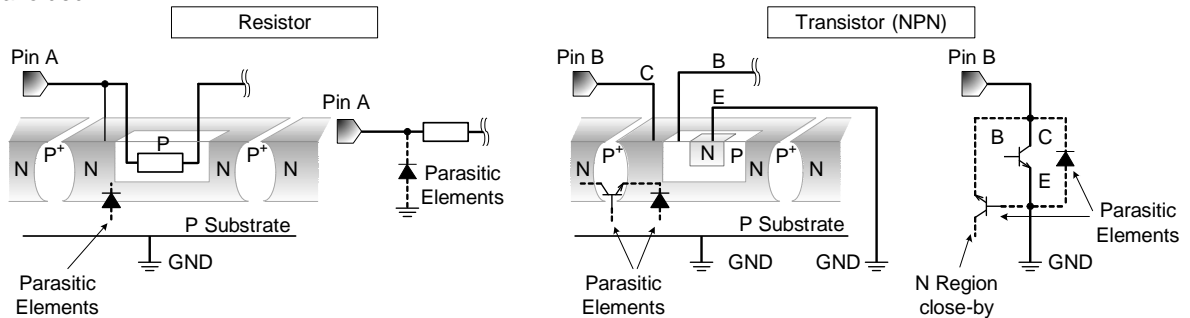 Resistor
Transistor (NPN)
Pin A
Pin A
Pin B
C
B
E
Pin B
N
P+
N
P
P+
N
N
P+
N
N
P
P+
N
B
C
E
Parasitic
Elements
P Substrate
P Substrate
Parasitic
Elements
GND
Parasitic
Elements
GND
Parasitic
Elements
GND
GND
N Region
close-by